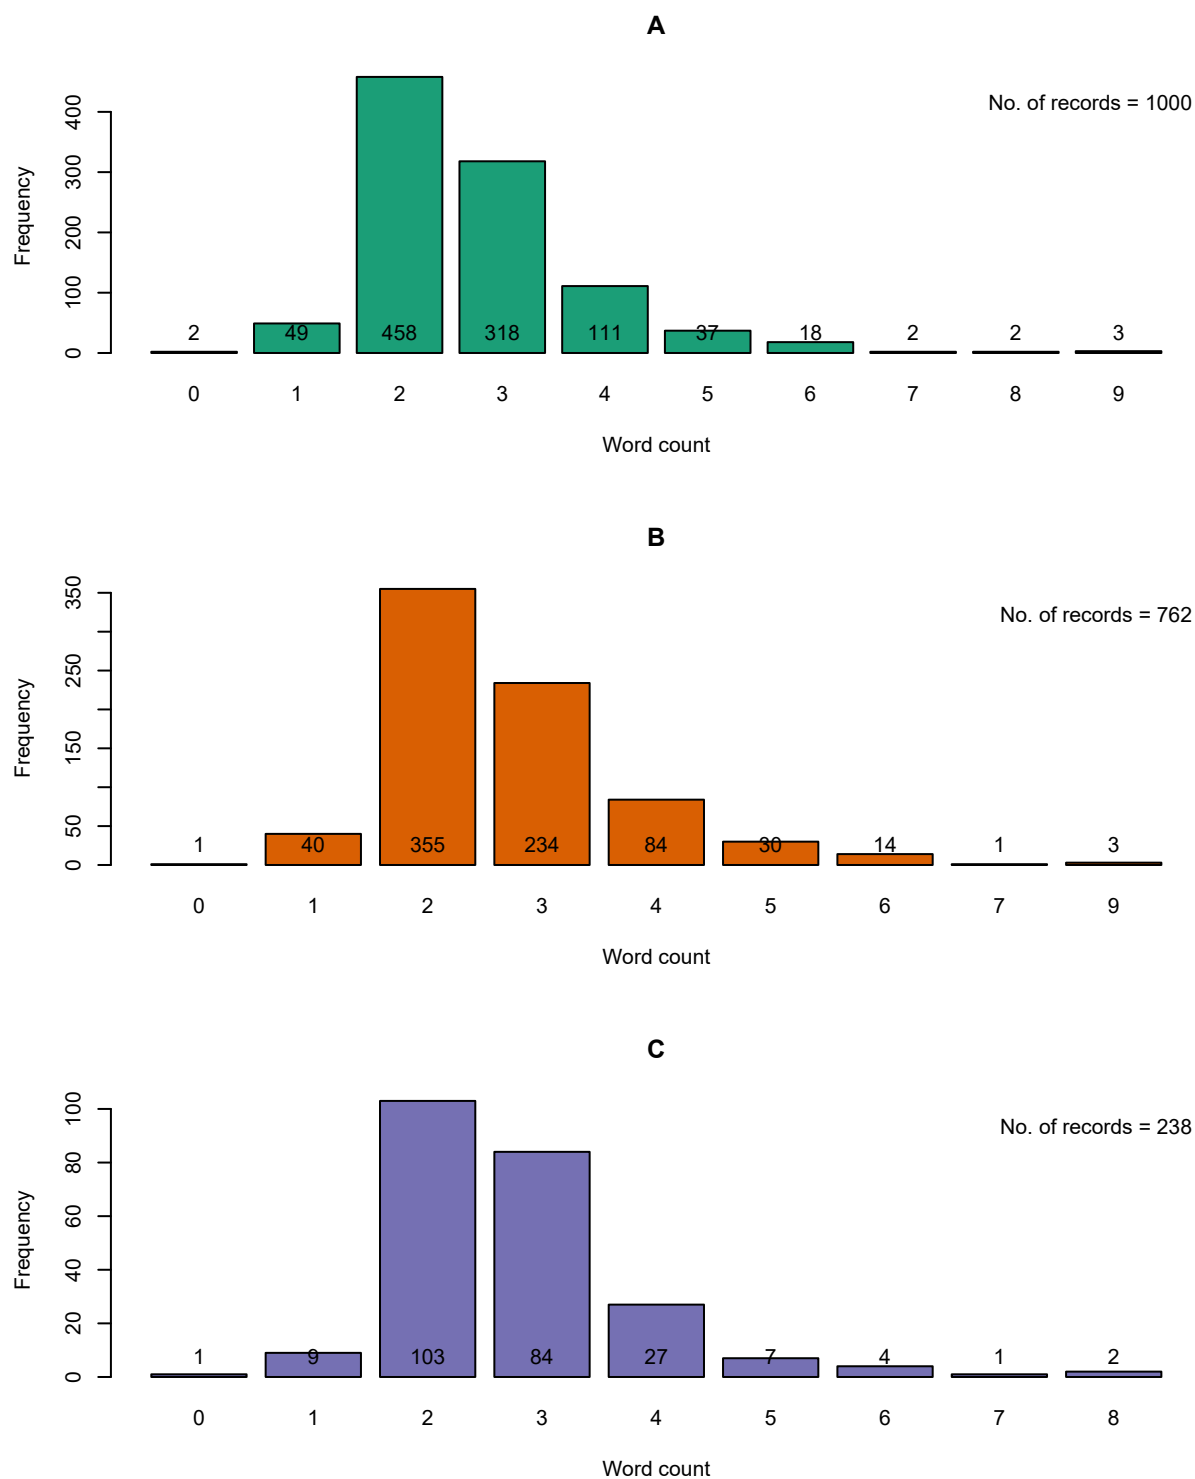 A
No. of records = 1000
Frequency
400
300
200
100
0
2 49 458 318 111 37 18 2 2 3
0 1 2 3 4 5 6 7 8 9
Word count
B
No. of records = 762
Frequency
350
250
150
50
0
1 40 355 234 84 30 14 1 3
0 1 2 3 4 5 6 7 9
Word count
C
No. of records = 238
Frequency
100
80
60
40
20
0
1 9 103 84 27 7 4 1 2
0 1 2 3 4 5 6 7 8
Word count